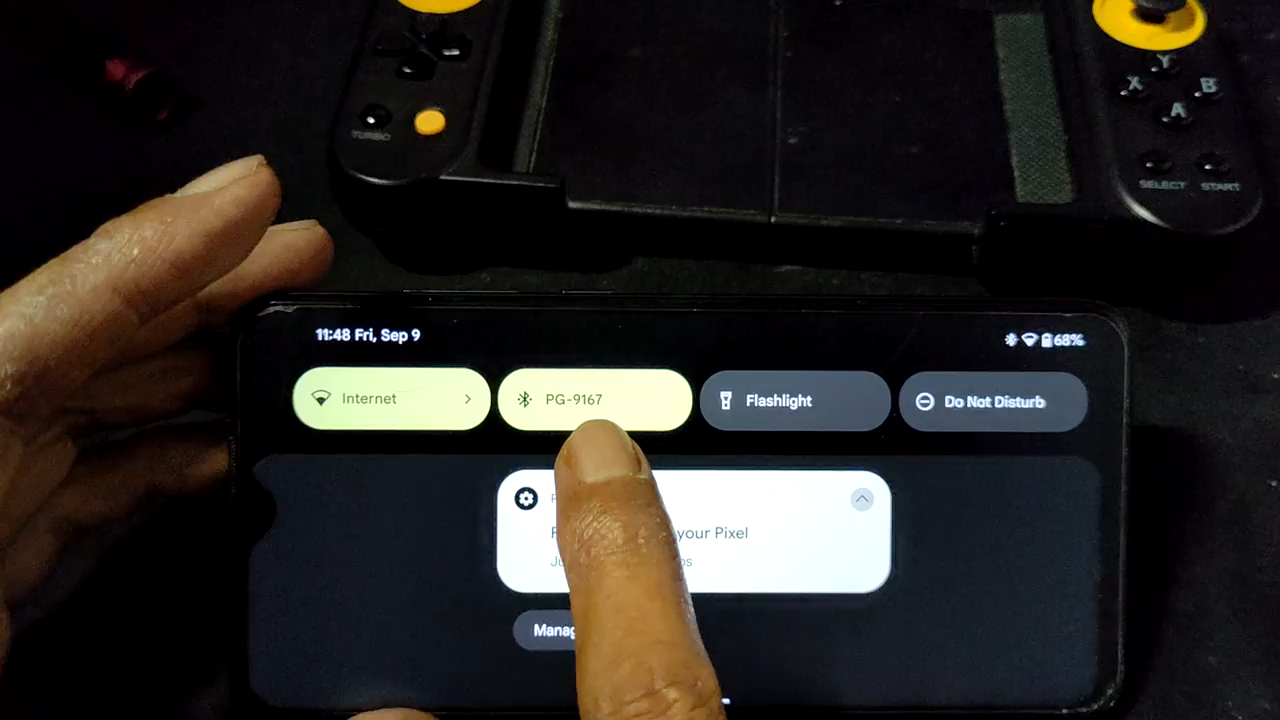 Y
X B
A
TURBO
SELECT START
11:48 Fri, Sep 9 68%
Internet PG-9167 Flashlight Do Not Disturb
your Pixel